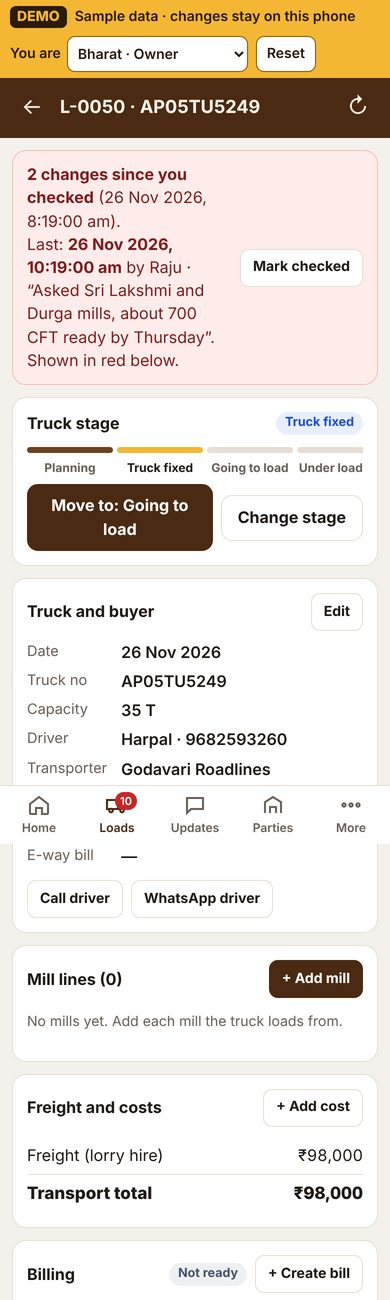 DEMO Sample data · changes stay on this phone
You are Bharat · Owner Reset
L-0050 · AP05TU5249
2 changes since you
checked (26 Nov 2026,
8:19:00 am).
Last: 26 Nov 2026,
10:19:00 am by Raju ·
“Asked Sri Lakshmi and
Durga mills, about 700
CFT ready by Thursday”.
Shown in red below.
Mark checked
Truck stage Truck fixed
Planning Truck fixed Going to load Under load
Move to: Going to
load
Change stage
Truck and buyer Edit
Date 26 Nov 2026
Truck no AP05TU5249
Capacity 35 T
Driver Harpal · 9682593260
Transporter Godavari Roadlines
10
Home Loads Updates Parties More
E-way bill —
Call driver WhatsApp driver
Mill lines (0) + Add mill
No mills yet. Add each mill the truck loads from.
Freight and costs + Add cost
Freight (lorry hire) ₹98,000
Transport total ₹98,000
Billing Not ready + Create bill